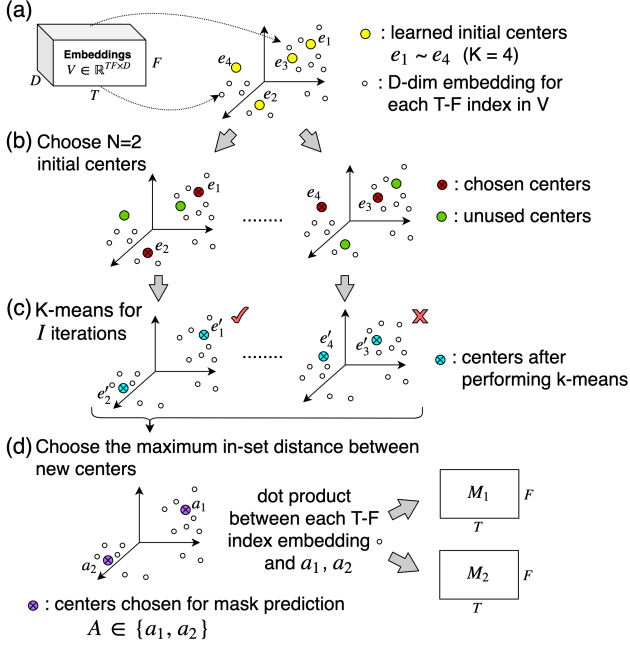 (a)
Embeddings
V ∈ ℝ^{TF×D}
D
T
F
e₄
e₁
e₃
e₂
: learned initial centers
e₁ ~ e₄ (K = 4)
: D-dim embedding for
each T-F index in V
(b) Choose N=2
initial centers
e₁
e₂
........
e₄
e₃
: chosen centers
: unused centers
(c) K-means for
I iterations
e′₁
e′₂
........
e′₄
e′₃
: centers after
performing k-means
(d) Choose the maximum in-set distance between
new centers
a₁
a₂
dot product
between each T-F
index embedding
and a₁, a₂
M₁
F
T
M₂
F
T
: centers chosen for mask prediction
A ∈ {a₁, a₂}